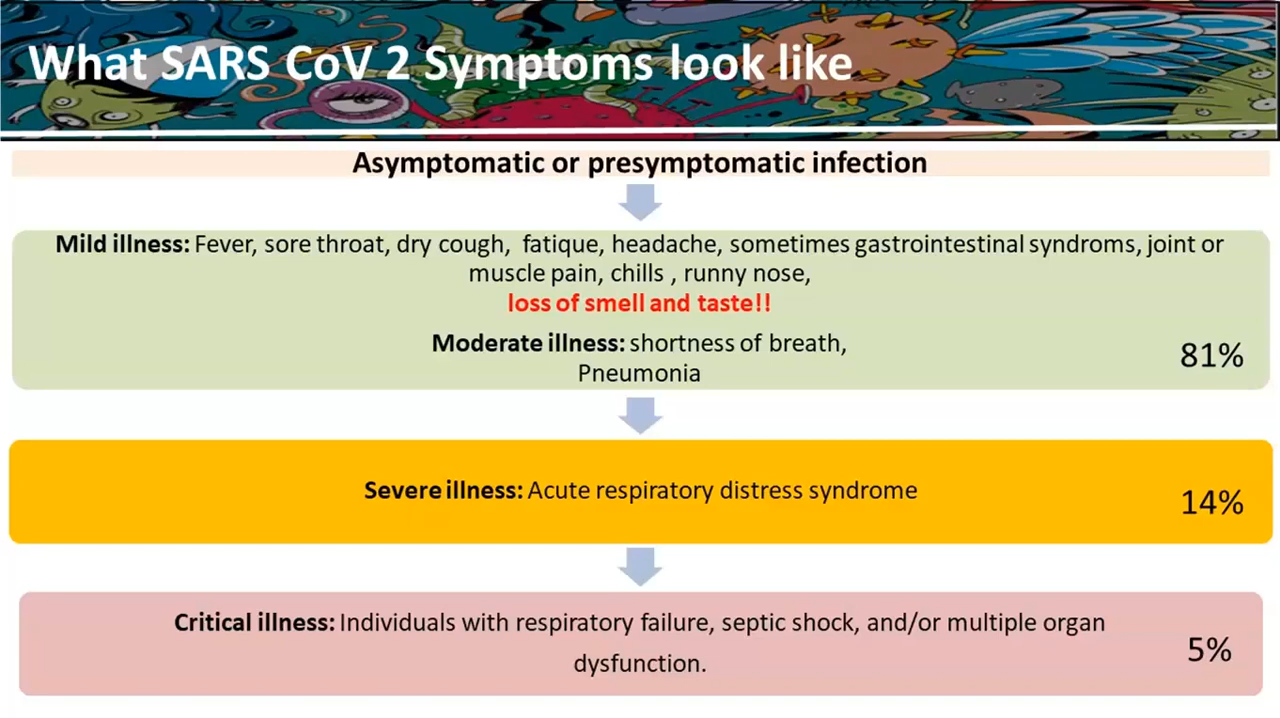 What SARS CoV 2 Symptoms look like
Asymptomatic or presymptomatic infection
Mild illness: Fever, sore throat, dry cough, fatique, headache, sometimes gastrointestinal syndroms, joint or
muscle pain, chills , runny nose,
loss of smell and taste!!
Moderate illness: shortness of breath,
Pneumonia
81%
Severe illness: Acute respiratory distress syndrome
14%
Critical illness: Individuals with respiratory failure, septic shock, and/or multiple organ
dysfunction.
5%